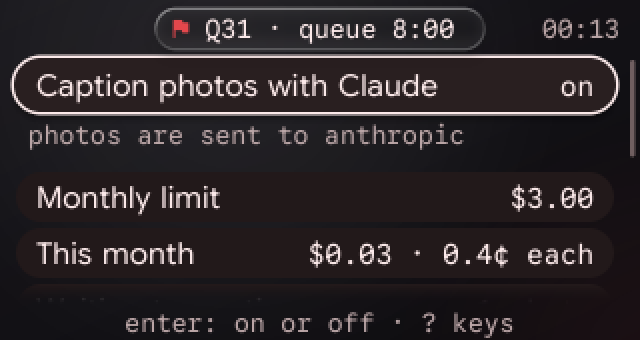 Q31 · queue 8:00 00:13
Caption photos with Claude on
photos are sent to anthropic
Monthly limit $3.00
This month $0.03 · 0.4¢ each
enter: on or off · ? keys